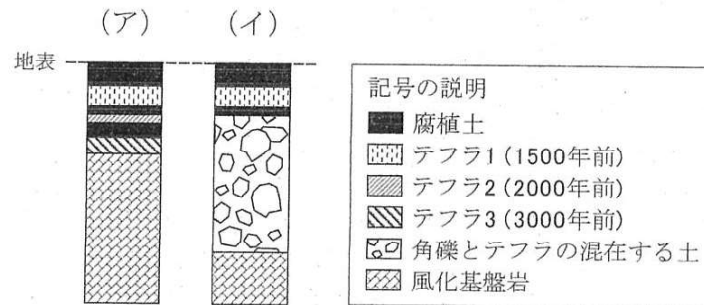 (ア) (イ)
地表
記号の説明
腐植土
テフラ1 (1500年前)
テフラ2 (2000年前)
テフラ3 (3000年前)
角礫とテフラの混在する土
風化基盤岩